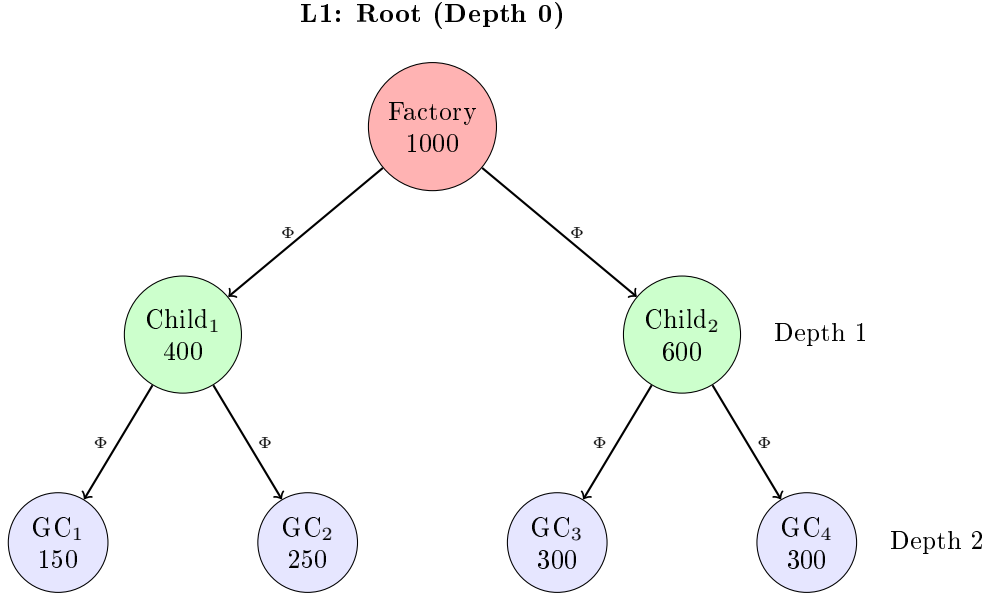 L1: Root (Depth 0)
Factory
1000
Φ
Φ
Child₁
400
Child₂
600
Depth 1
Φ
Φ
Φ
Φ
GC₁
150
GC₂
250
GC₃
300
GC₄
300
Depth 2